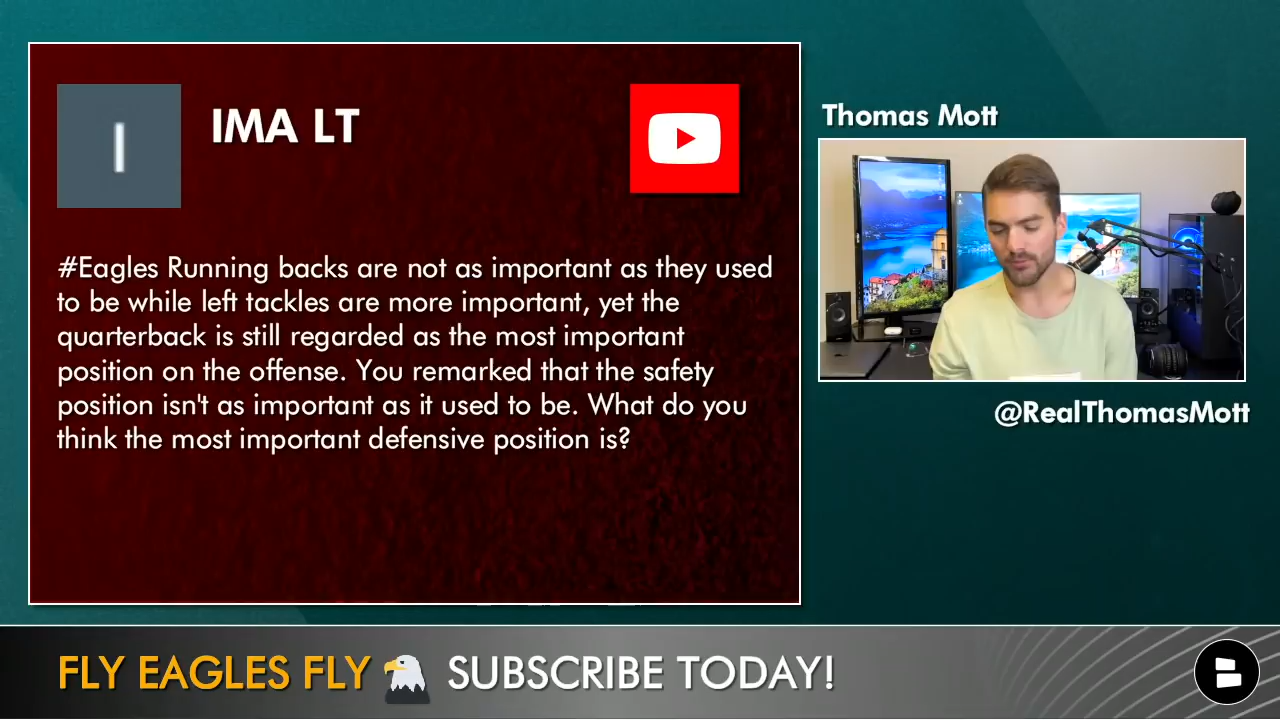 I
IMA LT
#Eagles Running backs are not as important as they used
to be while left tackles are more important, yet the
quarterback is still regarded as the most important
position on the offense. You remarked that the safety
position isn't as important as it used to be. What do you
think the most important defensive position is?
Thomas Mott
@RealThomasMott
FLY EAGLES FLY 🦅 SUBSCRIBE TODAY!